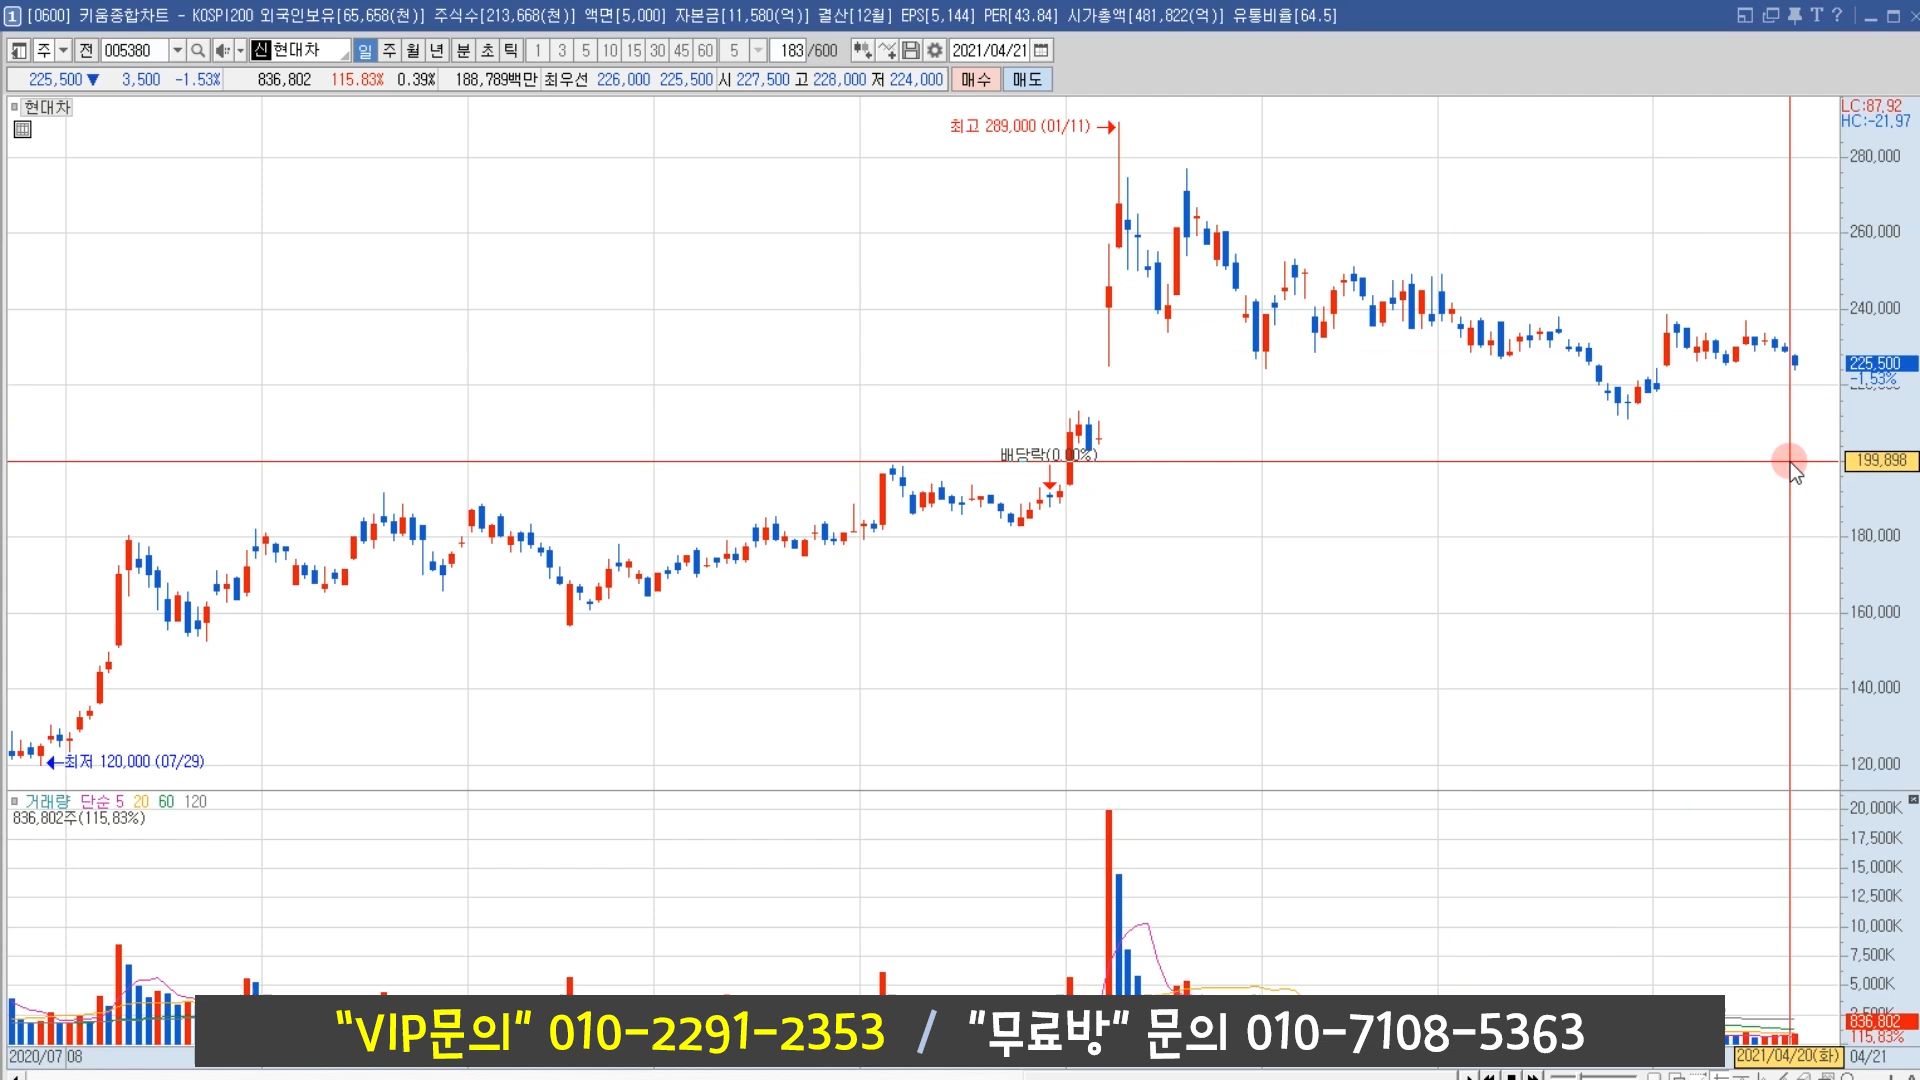 1 [0600] 키움종합차트 - KOSPI200 외국인보유[65,658(천)] 주식수[213,668(천)] 액면[5,000] 자본금[11,580(억)] 결산[12월] EPS[5,144] PER[43.84] 시가총액[481,822(억)] 유통비율[64.5] T ?
주 전 005380 신 현대차 일 주 월 년 분 초 틱 1 3 5 10 15 30 45 60 5 183 /600 2021/04/21
225,500 ▼ 3,500 -1.53% 836,802 115.83% 0.39% 188,789백만 최우선 226,000 225,500 시 227,500 고 228,000 저 224,000 매수 매도
현대차
LC:87.92
HC:-21.97
최고 289,000 (01/11)
280,000
260,000
240,000
225,500
-1.53%
배당락(0.00%)
199,898
180,000
160,000
140,000
최저 120,000 (07/29)
120,000
거래량 단순 5 20 60 120
836,802주(115.83%)
20,000K
17,500K
15,000K
12,500K
10,000K
7,500K
5,000K
836,802
115.83%
"VIP문의" 010-2291-2353 / "무료방" 문의 010-7108-5363
2020/07 08
2021/04/20(화) 04/21